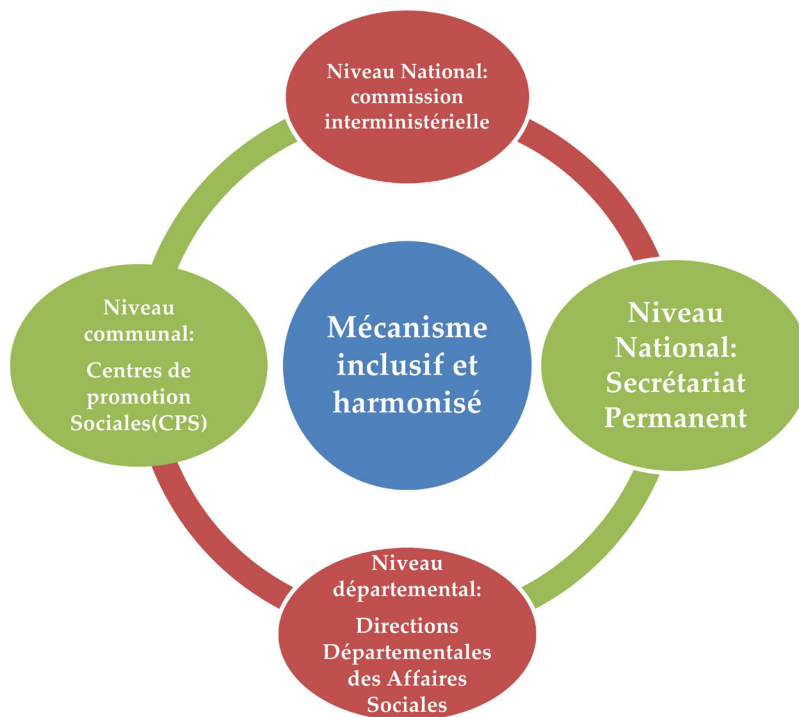 Niveau National:
commission
interministérielle
Niveau
communal:
Centres de
promotion
Sociales(CPS)
Mécanisme
inclusif et
harmonisé
Niveau
National:
Secrétariat
Permanent
Niveau
départemental:
Directions
Départementales
des Affaires
Sociales